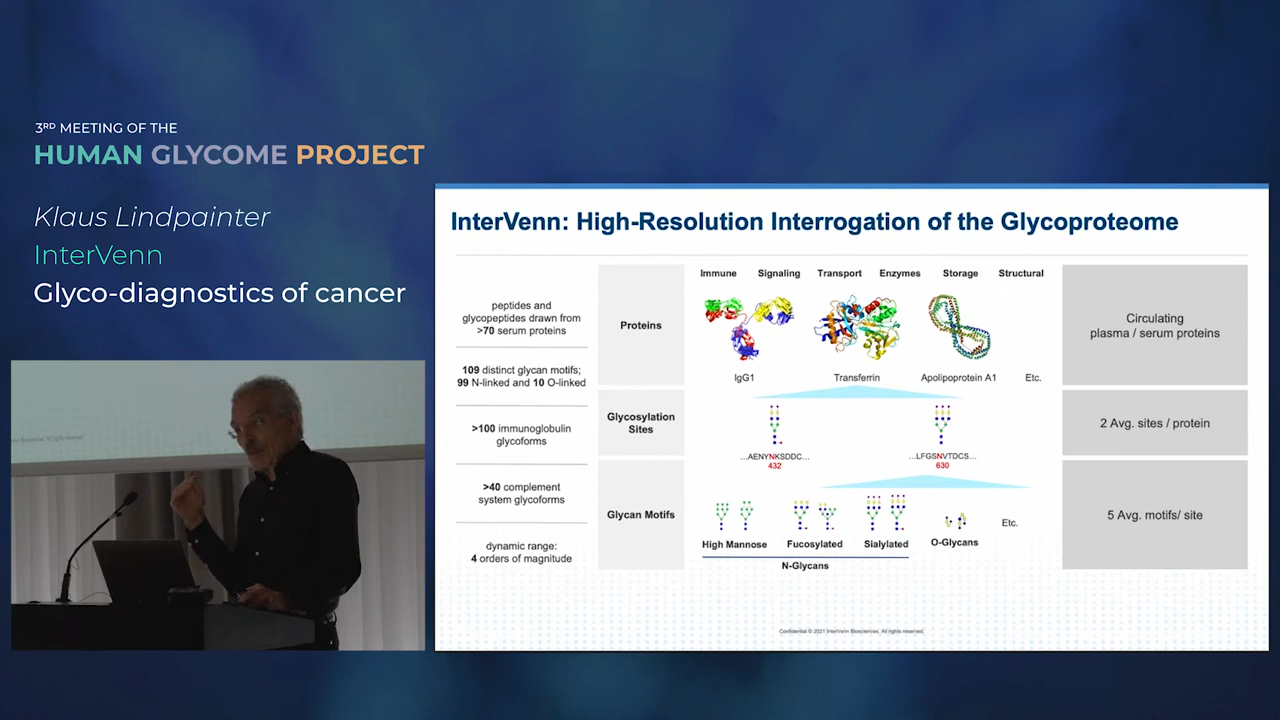 3RD MEETING OF THE
HUMAN GLYCOME PROJECT
Klaus Lindpainter
InterVenn
Glyco-diagnostics of cancer
InterVenn: High-Resolution Interrogation of the Glycoproteome
peptides and
glycopeptides drawn from
>70 serum proteins
109 distinct glycan motifs;
99 N-linked and 10 O-linked
>100 immunoglobulin
glycoforms
>40 complement
system glycoforms
dynamic range:
4 orders of magnitude
Proteins
Glycosylation
Sites
Glycan Motifs
Immune Signaling Transport Enzymes Storage Structural
IgG1 Transferrin Apolipoprotein A1 Etc.
...AENYNKSDDC... ...LFGSNVTDCS...
432 630
High Mannose Fucosylated Sialylated O-Glycans Etc.
N-Glycans
Circulating
plasma / serum proteins
2 Avg. sites / protein
5 Avg. motifs/ site
Confidential © 2021 InterVenn Biosciences. All rights reserved.